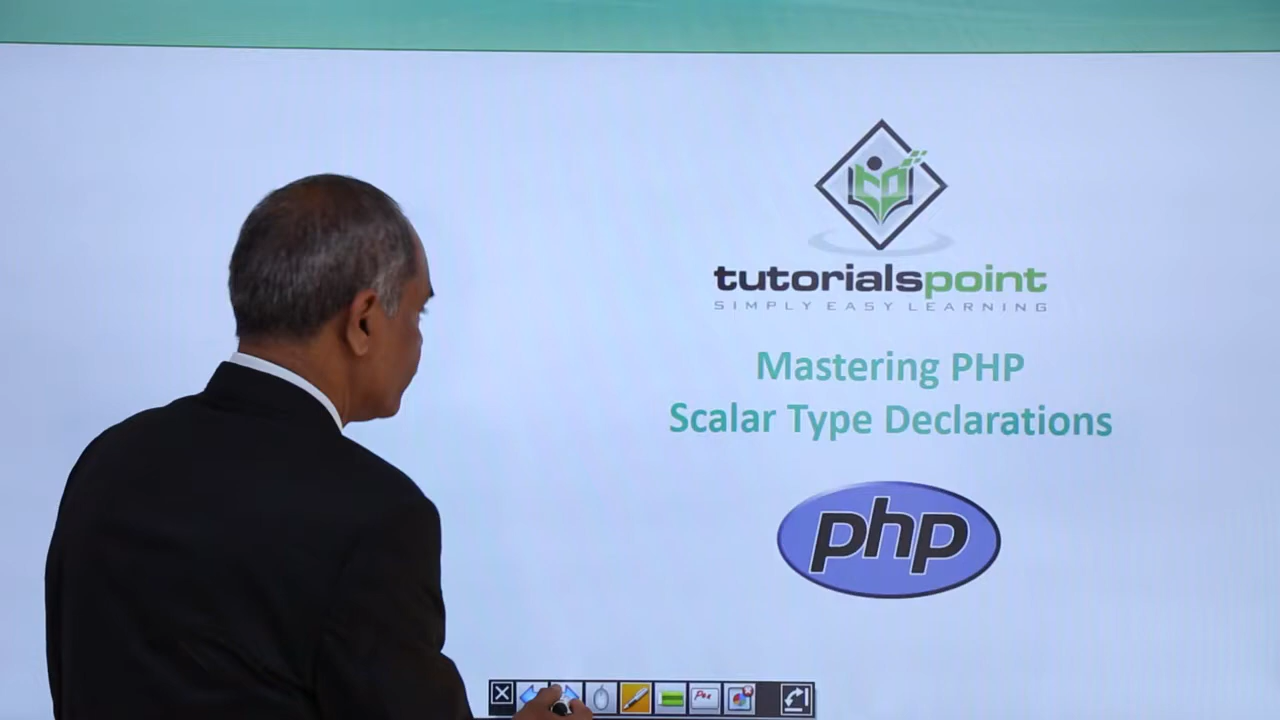 tutorialspoint
SIMPLY EASY LEARNING
Mastering PHP
Scalar Type Declarations
php